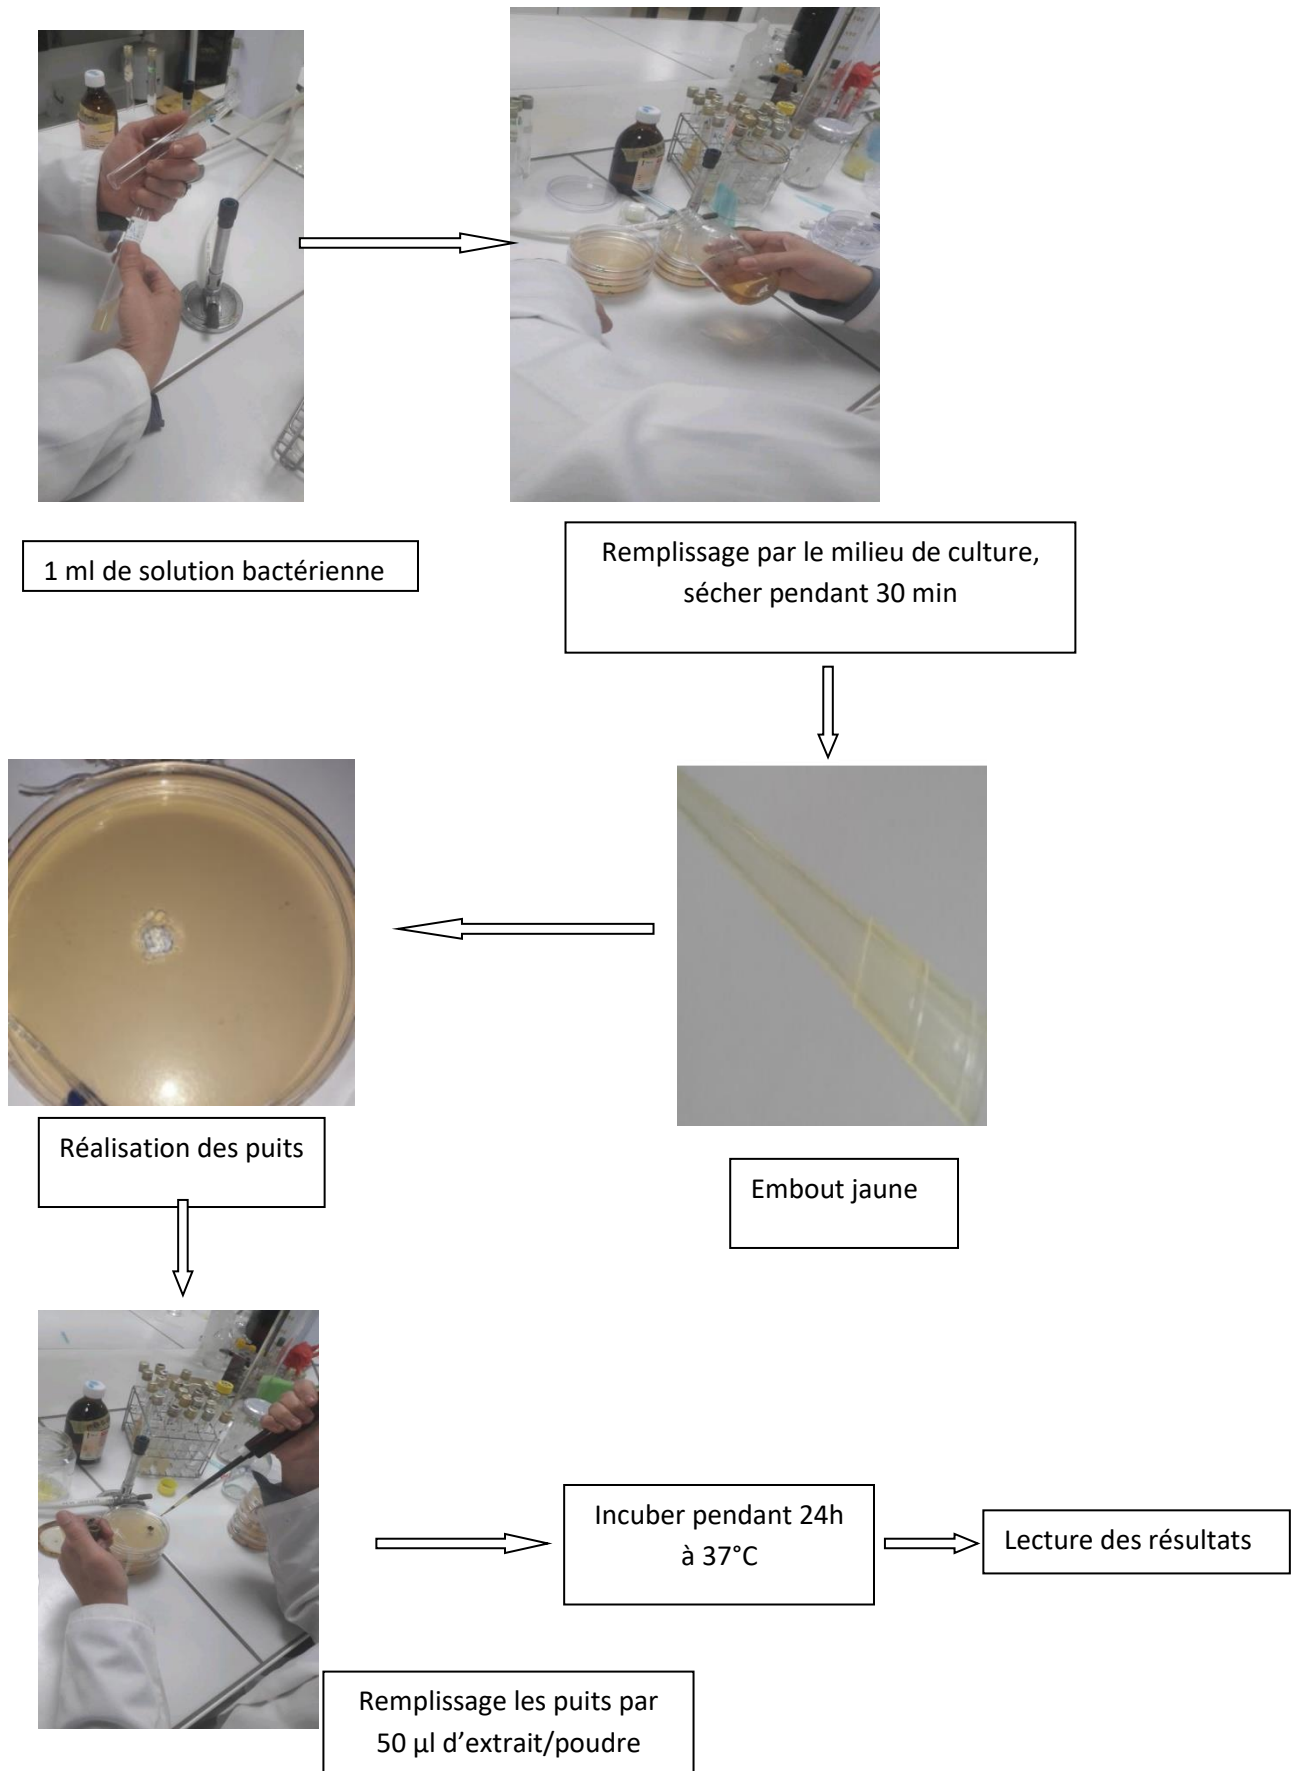 1 ml de solution bactérienne
Remplissage par le milieu de culture,
sécher pendant 30 min
Embout jaune
Réalisation des puits
Remplissage les puits par
50 µl d’extrait/poudre
Incuber pendant 24h
à 37°C
Lecture des résultats